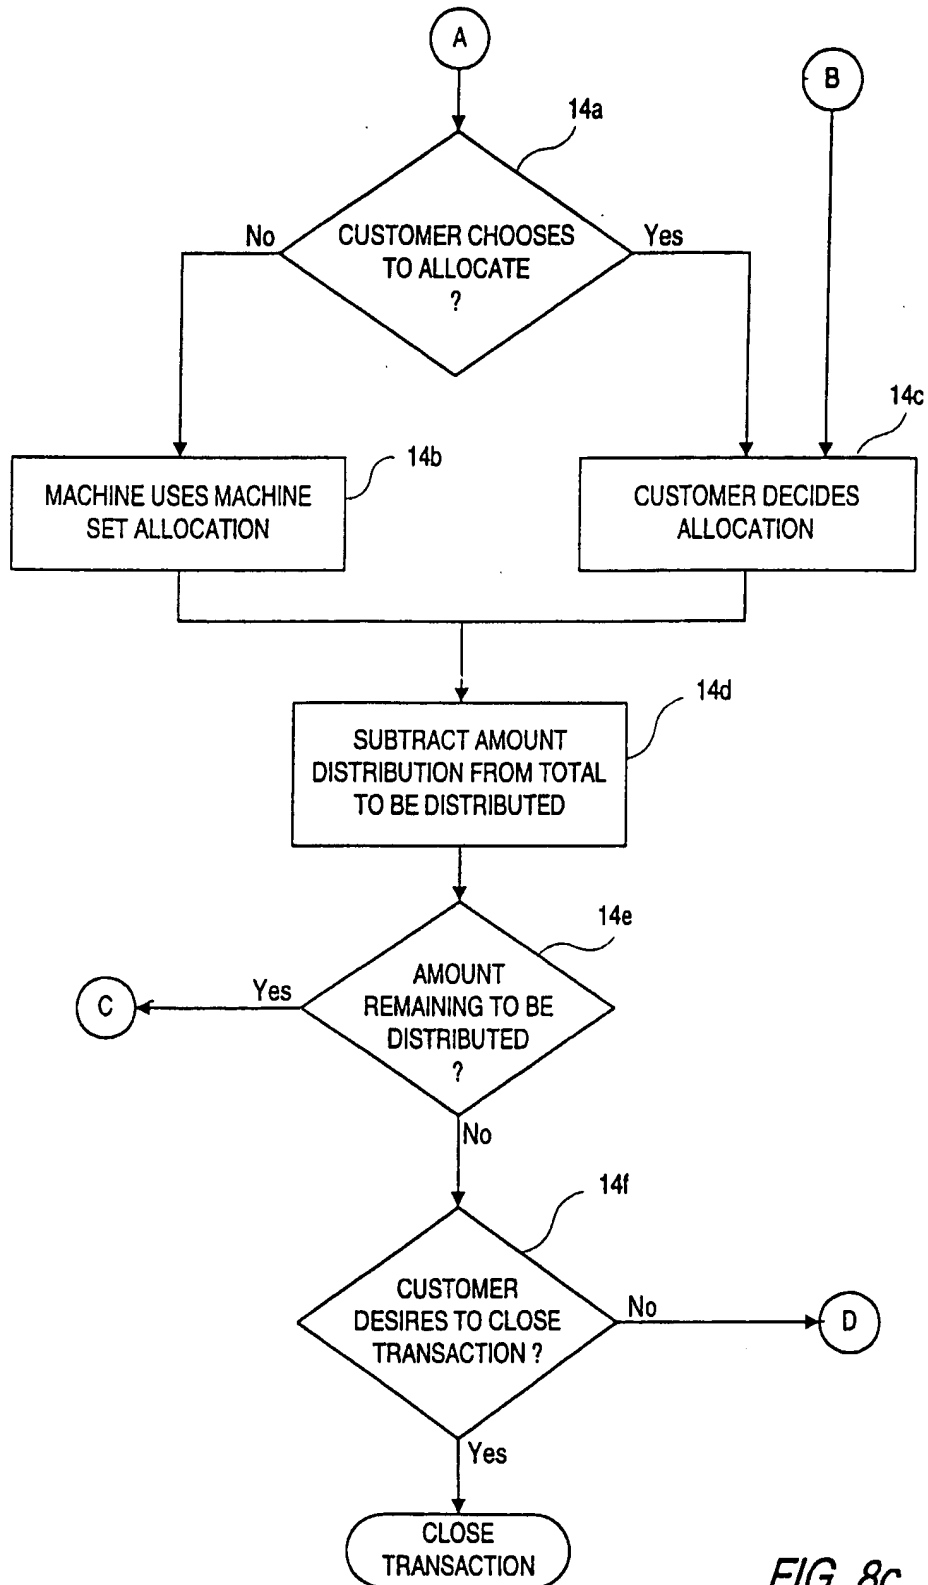 A
B
14a
CUSTOMER CHOOSES
TO ALLOCATE
?
No
Yes
14b
MACHINE USES MACHINE
SET ALLOCATION
14c
CUSTOMER DECIDES
ALLOCATION
14d
SUBTRACT AMOUNT
DISTRIBUTION FROM TOTAL
TO BE DISTRIBUTED
14e
AMOUNT
REMAINING TO BE
DISTRIBUTED
?
Yes
C
No
14f
CUSTOMER
DESIRES TO CLOSE
TRANSACTION ?
No
D
Yes
CLOSE
TRANSACTION
FIG. 8c